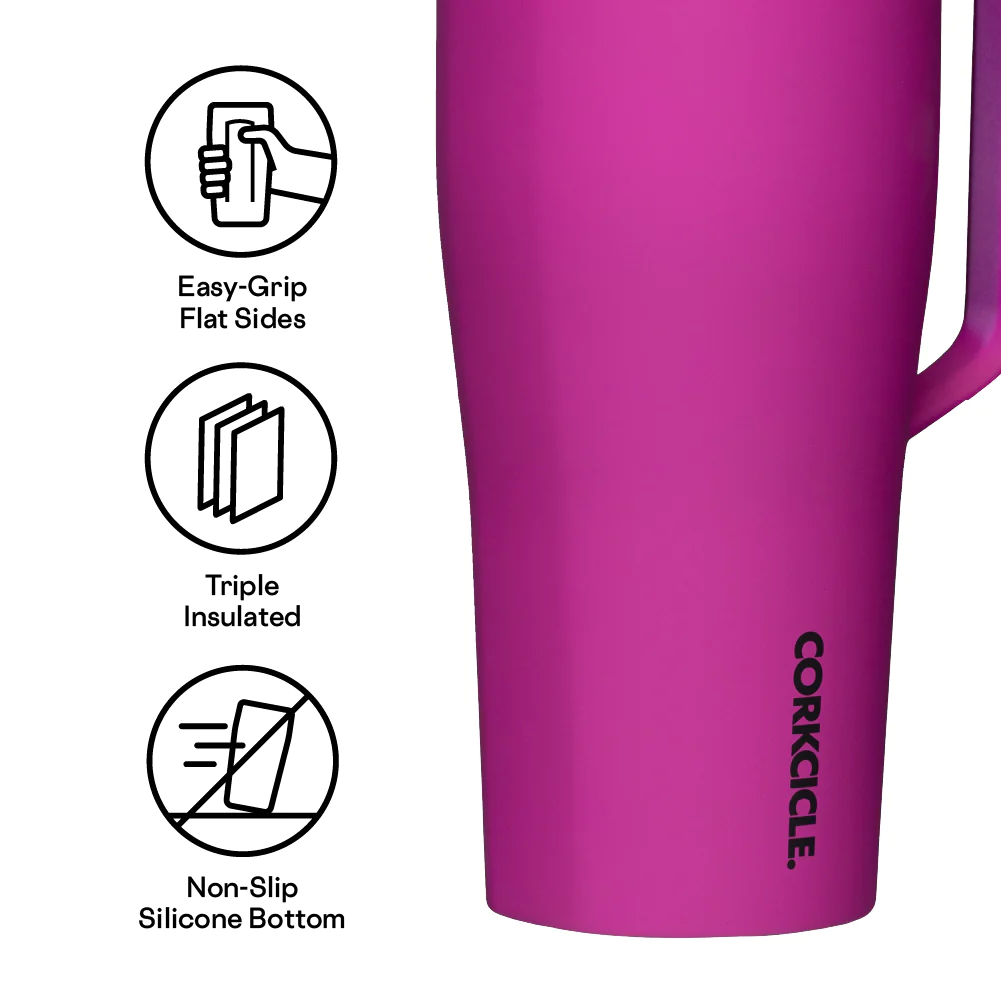 Easy-Grip
Flat Sides
Triple
Insulated
Non-Slip
Silicone Bottom
CORKCICLE.